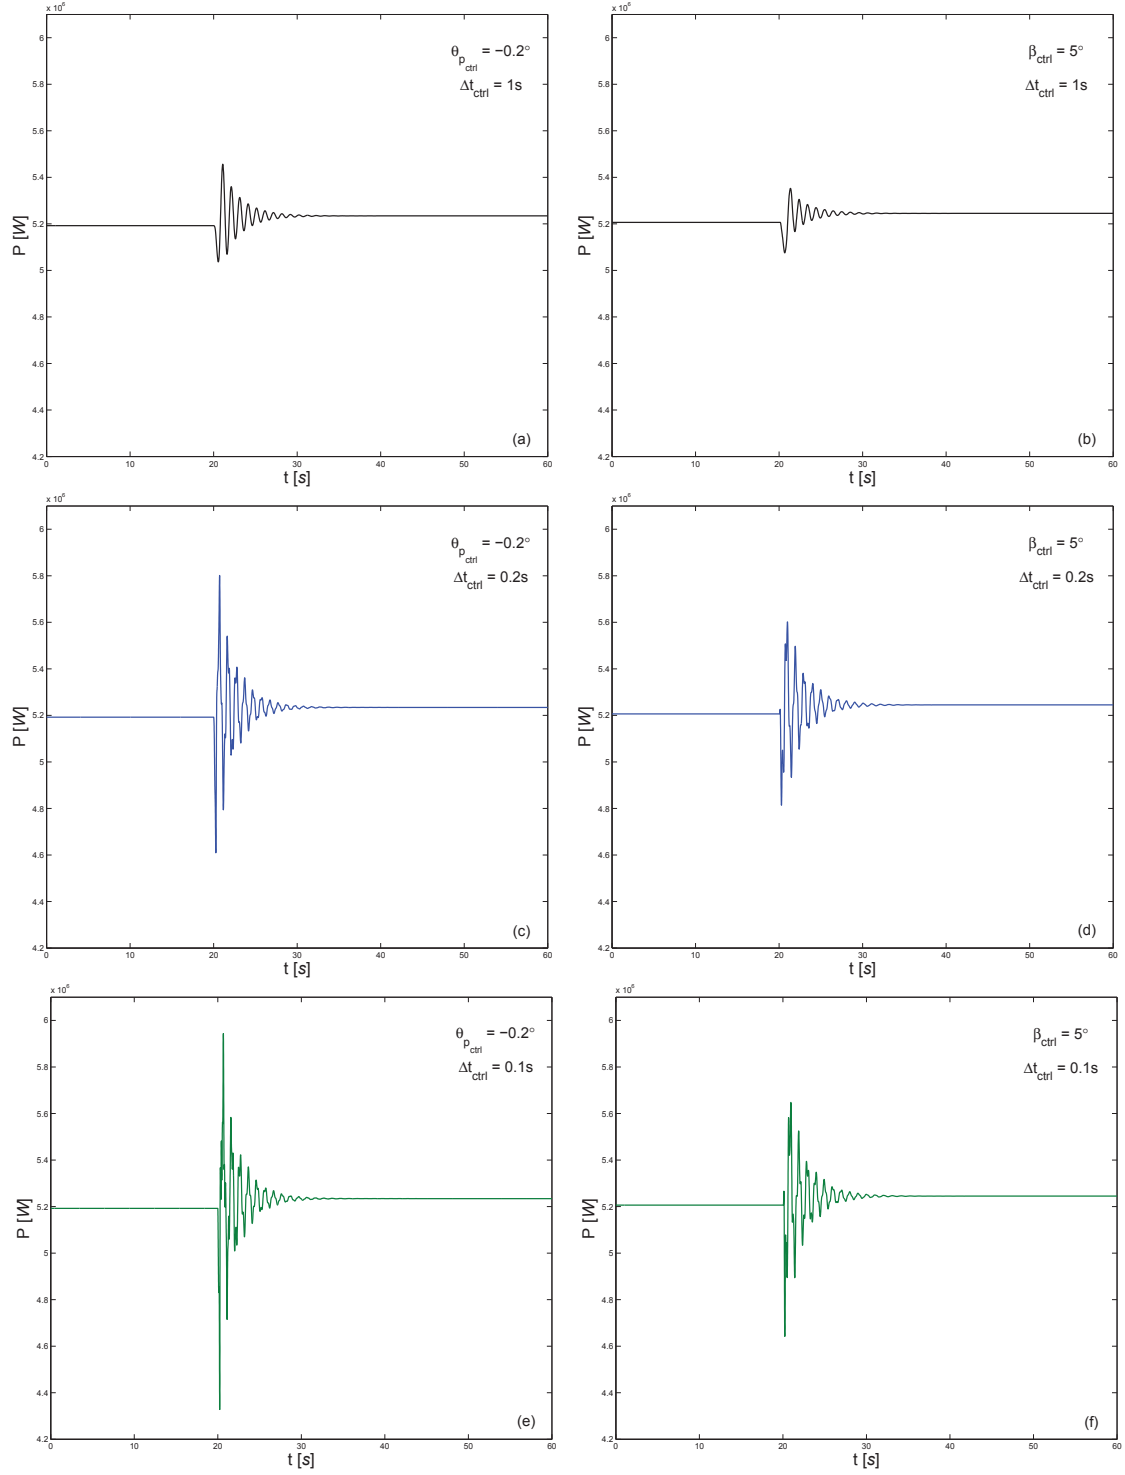 x 10⁶
6
5.8
5.6
5.4
5.2
5
4.8
4.6
4.4
4.2
P [W]
θp_ctrl = −0.2°
Δt_ctrl = 1s
(a)
0 10 20 30 40 50 60
t [s]
x 10⁶
6
5.8
5.6
5.4
5.2
5
4.8
4.6
4.4
4.2
P [W]
β_ctrl = 5°
Δt_ctrl = 1s
(b)
0 10 20 30 40 50 60
t [s]
x 10⁶
6
5.8
5.6
5.4
5.2
5
4.8
4.6
4.4
4.2
P [W]
θp_ctrl = −0.2°
Δt_ctrl = 0.2s
(c)
0 10 20 30 40 50 60
t [s]
x 10⁶
6
5.8
5.6
5.4
5.2
5
4.8
4.6
4.4
4.2
P [W]
β_ctrl = 5°
Δt_ctrl = 0.2s
(d)
0 10 20 30 40 50 60
t [s]
x 10⁶
6
5.8
5.6
5.4
5.2
5
4.8
4.6
4.4
4.2
P [W]
θp_ctrl = −0.2°
Δt_ctrl = 0.1s
(e)
0 10 20 30 40 50 60
t [s]
x 10⁶
6
5.8
5.6
5.4
5.2
5
4.8
4.6
4.4
4.2
P [W]
β_ctrl = 5°
Δt_ctrl = 0.1s
(f)
0 10 20 30 40 50 60
t [s]